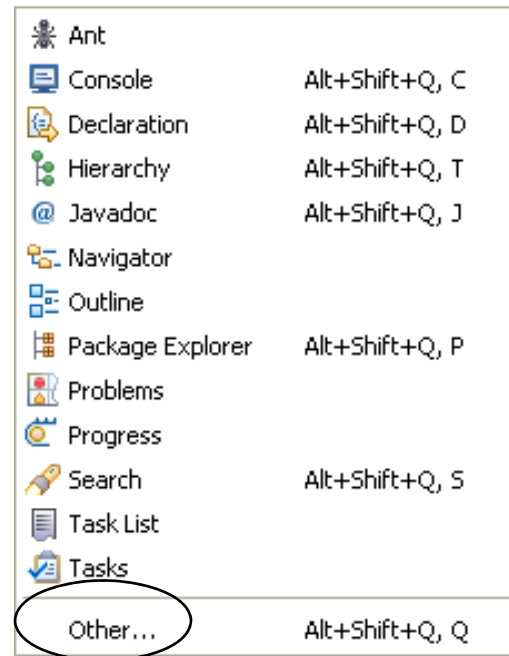 Ant
Console Alt+Shift+Q, C
Declaration Alt+Shift+Q, D
Hierarchy Alt+Shift+Q, T
@ Javadoc Alt+Shift+Q, J
Navigator
Outline
Package Explorer Alt+Shift+Q, P
Problems
Progress
Search Alt+Shift+Q, S
Task List
Tasks
Other... Alt+Shift+Q, Q